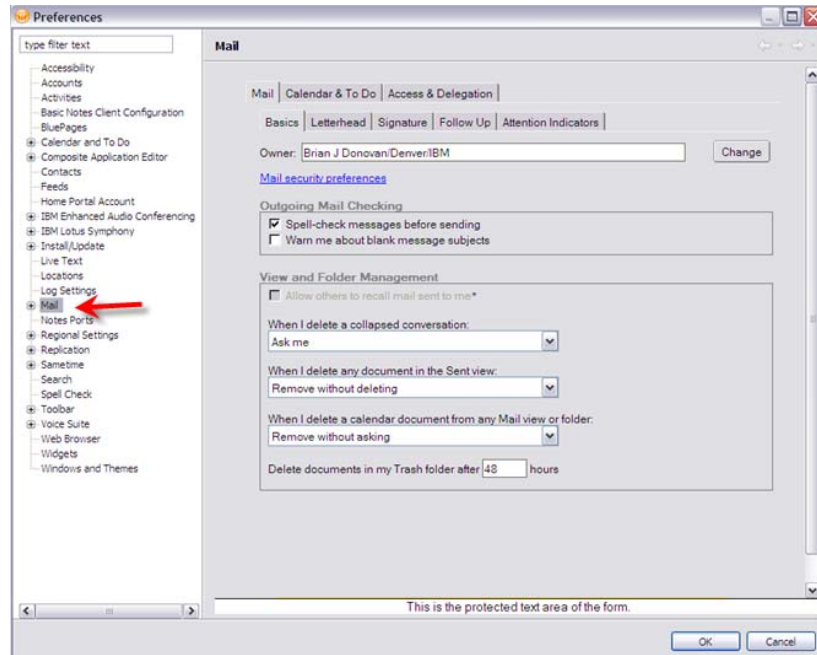 Preferences
type filter text
Accessibility
Accounts
Activities
Basic Notes Client Configuration
BluePages
Calendar and To Do
Composite Application Editor
Contacts
Feeds
Home Portal Account
IBM Enhanced Audio Conferencing
IBM Lotus Symphony
Install/Update
Live Text
Locations
Log Settings
Mail
Notes Ports
Regional Settings
Replication
Sametime
Search
Spell Check
Toolbar
Voice Suite
Web Browser
Widgets
Windows and Themes
Mail
Mail Calendar & To Do Access & Delegation
Basics Letterhead Signature Follow Up Attention Indicators
Owner: Brian J Donovan/Denver/IBM Change
Mail security preferences
Outgoing Mail Checking
Spell-check messages before sending
Warn me about blank message subjects
View and Folder Management
Allow others to recall mail sent to me*
When I delete a collapsed conversation:
Ask me
When I delete any document in the Sent view:
Remove without deleting
When I delete a calendar document from any Mail view or folder:
Remove without asking
Delete documents in my Trash folder after 48 hours
This is the protected text area of the form.
OK Cancel